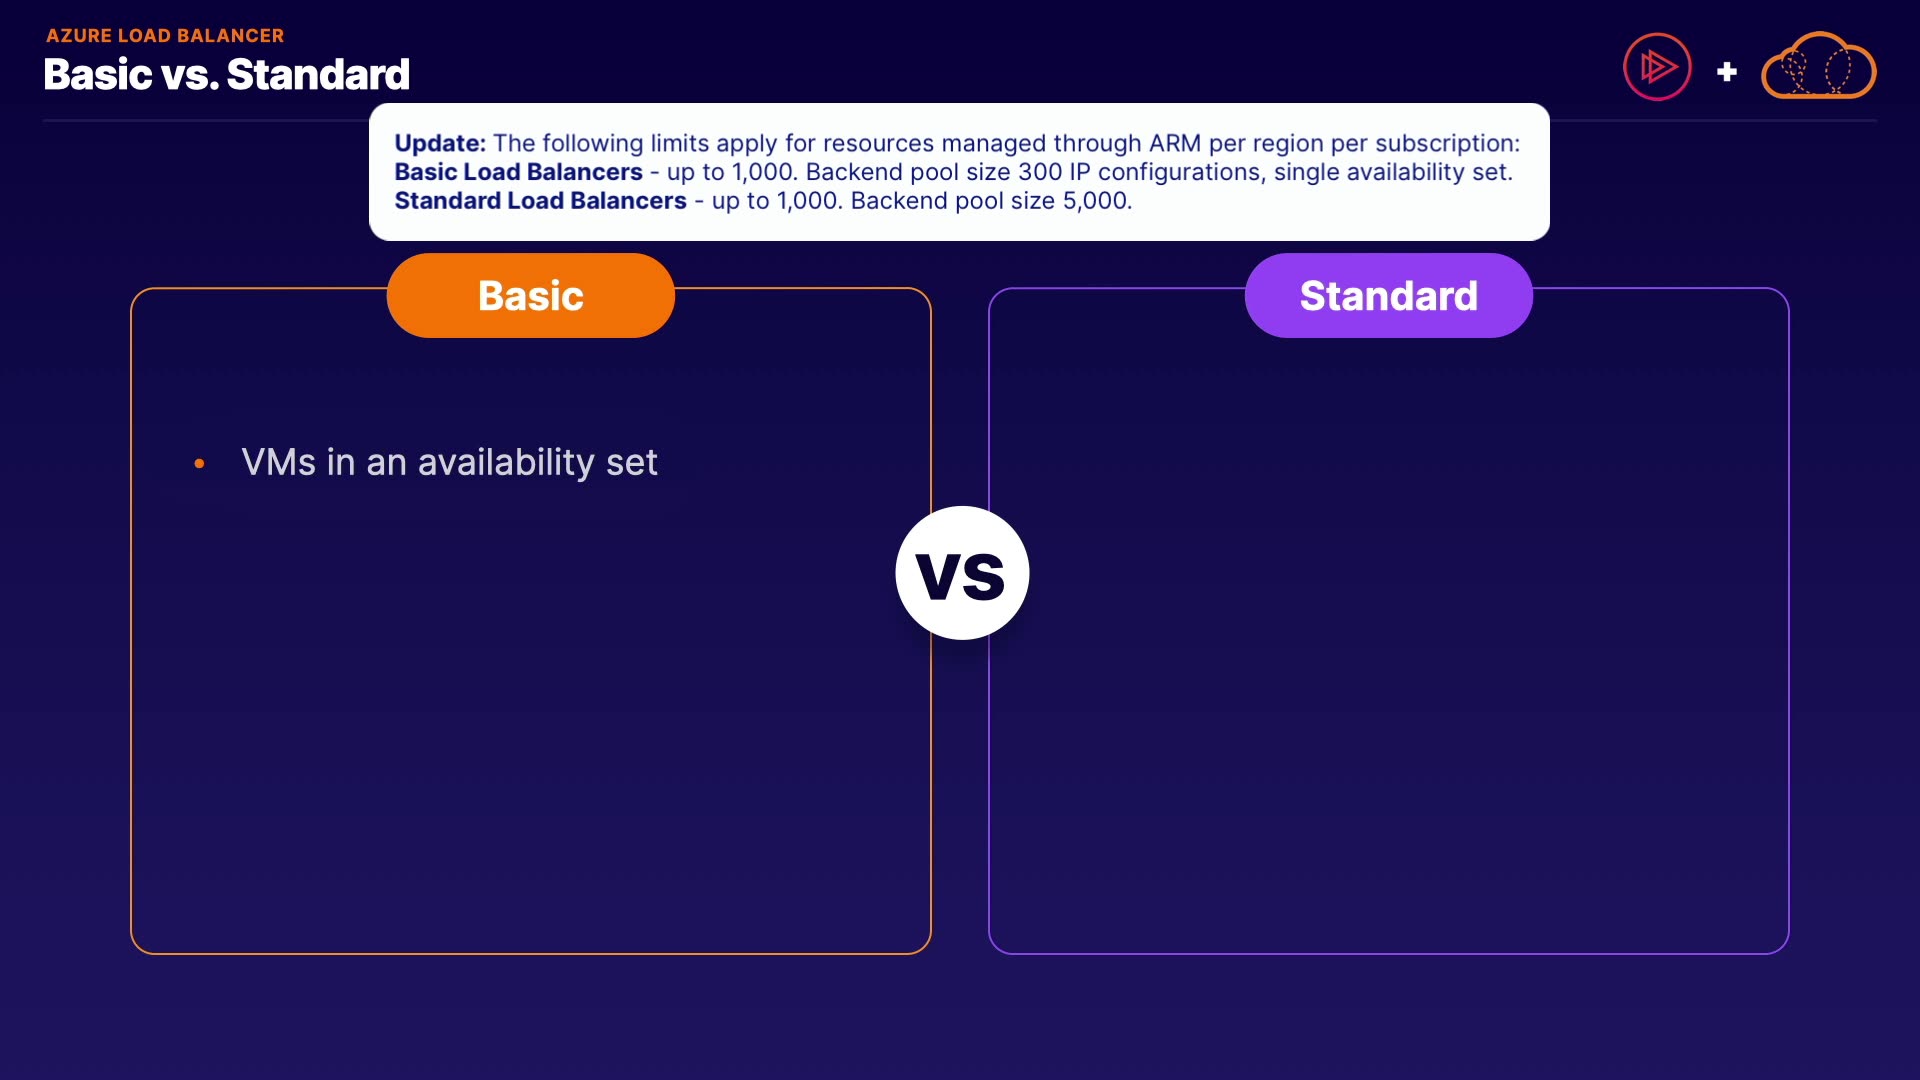 AZURE LOAD BALANCER
Basic vs. Standard
+
Update: The following limits apply for resources managed through ARM per region per subscription:
Basic Load Balancers - up to 1,000. Backend pool size 300 IP configurations, single availability set.
Standard Load Balancers - up to 1,000. Backend pool size 5,000.
Basic
Standard
• VMs in an availability set
VS